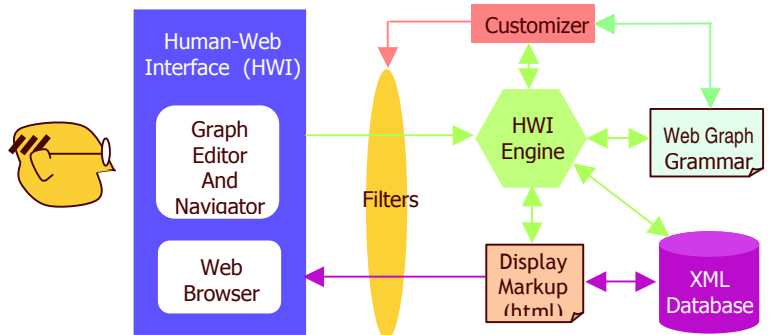 Human-Web
Interface (HWI)
Graph
Editor
And
Navigator
Web
Browser
Filters
Customizer
HWI
Engine
Web Graph
Grammar
Display
Markup
(html)
XML
Database